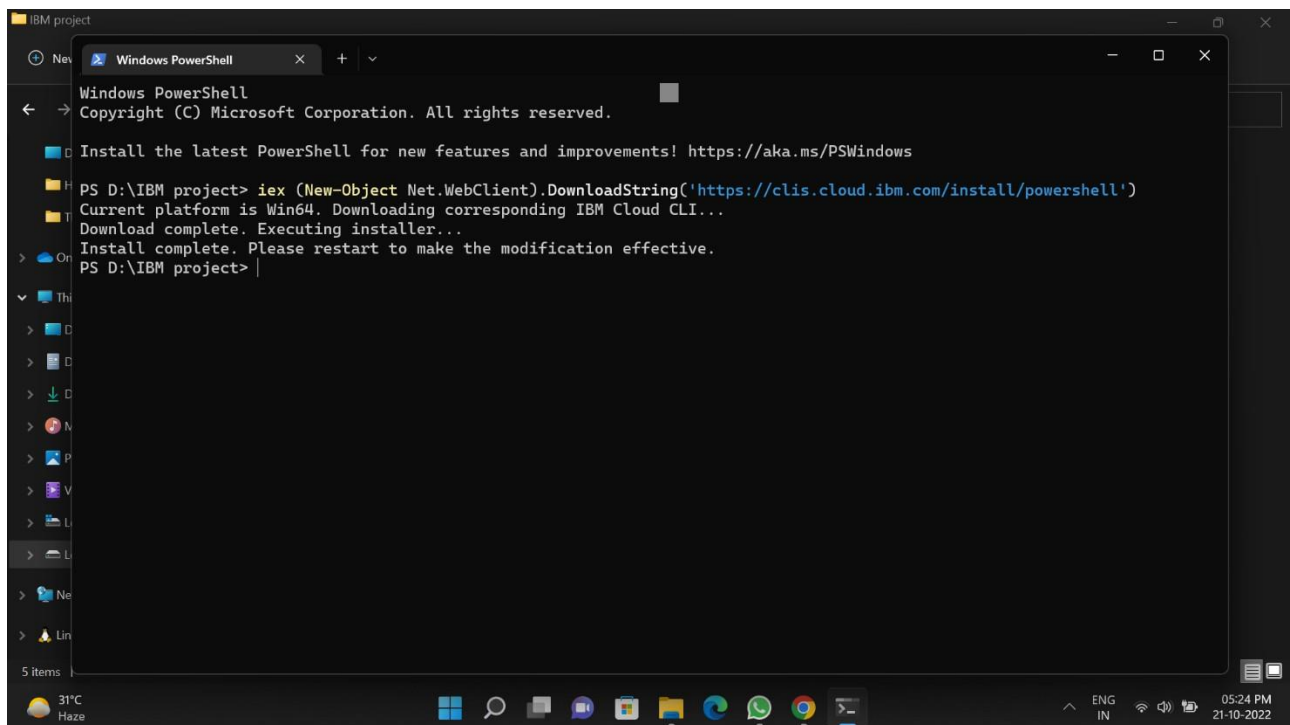 IBM project
New
Windows PowerShell
Windows PowerShell
Copyright (C) Microsoft Corporation. All rights reserved.
Install the latest PowerShell for new features and improvements! https://aka.ms/PSWindows
PS D:\IBM project> iex (New-Object Net.WebClient).DownloadString('https://clis.cloud.ibm.com/install/powershell')
Current platform is Win64. Downloading corresponding IBM Cloud CLI...
Download complete. Executing installer...
Install complete. Please restart to make the modification effective.
PS D:\IBM project>
5 items
31°C
Haze
ENG
IN
05:24 PM
21-10-2022